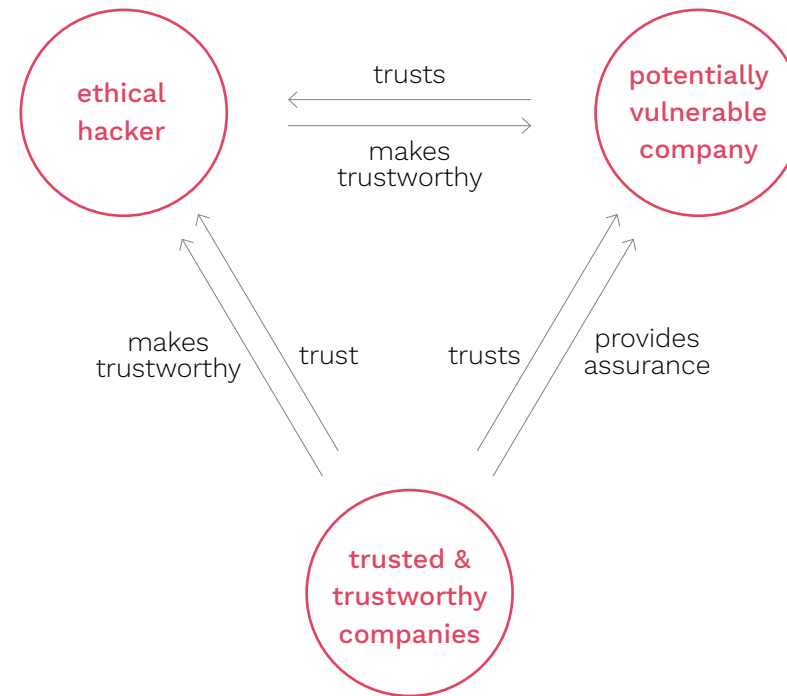 ethical
hacker
trusts
makes
trustworthy
potentially
vulnerable
company
makes
trustworthy
trust
trusts
provides
assurance
trusted &
trustworthy
companies